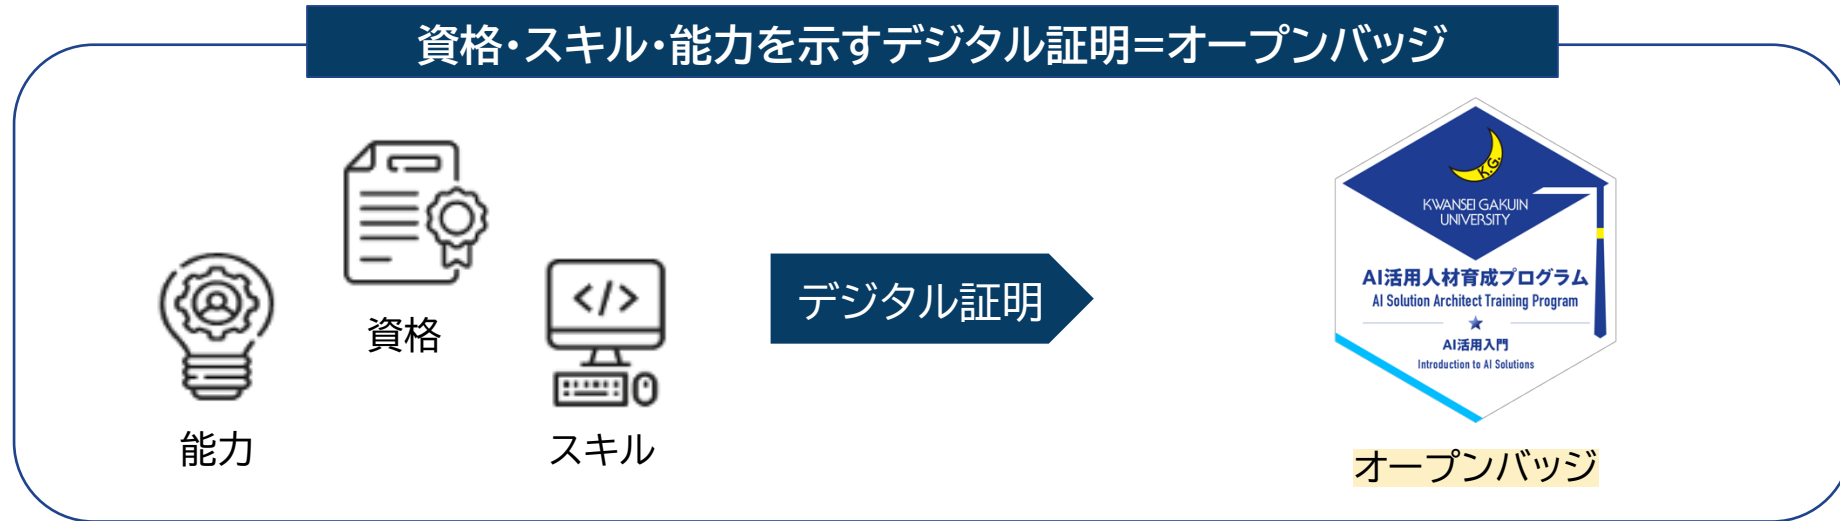 資格・スキル・能力を示すデジタル証明＝オープンバッジ
資格
能力
スキル
</>
デジタル証明
K.G.
KWANSEI GAKUIN
UNIVERSITY
AI活用人材育成プログラム
AI Solution Architect Training Program
AI活用入門
Introduction to AI Solutions
オープンバッジ